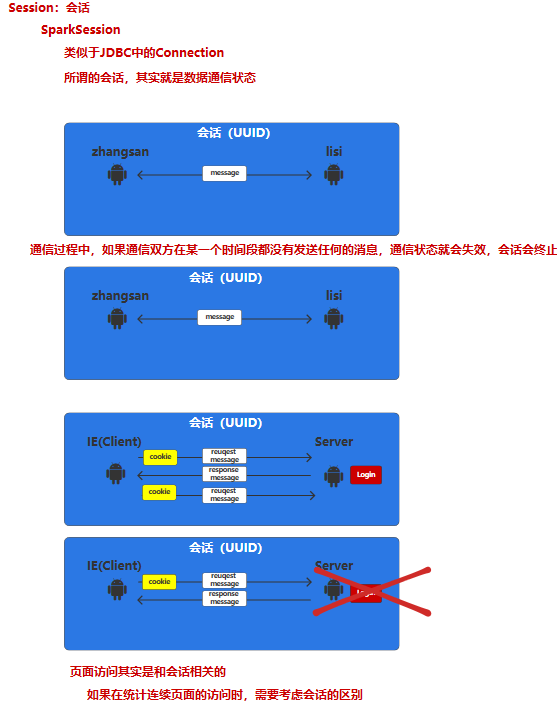 Session：会话
SparkSession
类似于JDBC中的Connection
所谓的会话，其实就是数据通信状态
会话（UUID）
zhangsan
lisi
message
通信过程中，如果通信双方在某一个时间段都没有发送任何的消息，通信状态就会失效，会话会终止
会话（UUID）
zhangsan
lisi
message
会话（UUID）
IE(Client)
Server
cookie
reuqest
message
response
message
Login
cookie
reuqest
message
会话（UUID）
IE(Client)
Server
cookie
reuqest
message
response
message
页面访问其实是和会话相关的
如果在统计连续页面的访问时，需要考虑会话的区别